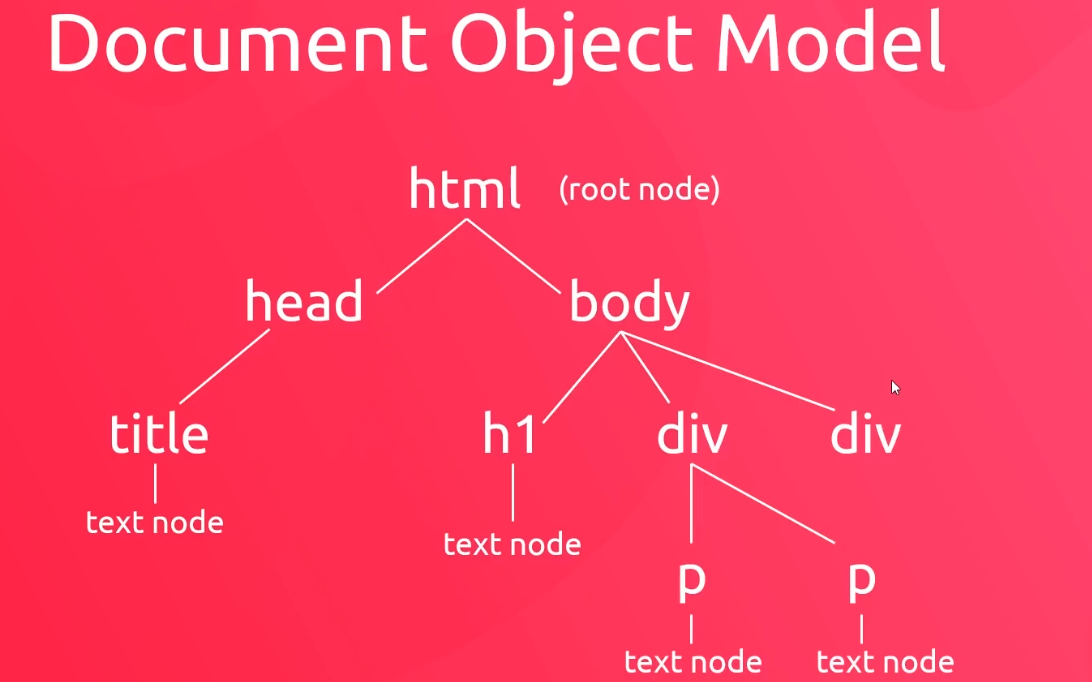 Document Object Model
html (root node)
head body
title h1 div div
text node
text node
p p
text node text node